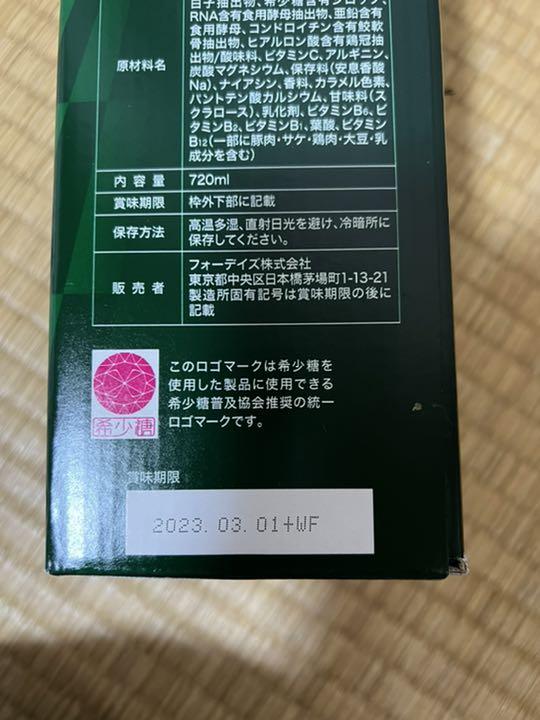 白子抽出物、希少糖含有シロップ、
RNA含有食用酵母抽出物、亜鉛含有
食用酵母、コンドロイチン含有鮫軟
骨抽出物、ヒアルロン酸含有鶏冠抽
出物/酸味料、ビタミンC、アルギニン、
原材料名
炭酸マグネシウム、保存料(安息香酸
Na)、ナイアシン、香料、カラメル色素、
パントテン酸カルシウム、甘味料(ス
クラロース)、乳化剤、ビタミンB6、ビ
タミンB2、ビタミンB1、葉酸、ビタミン
B12(一部に豚肉・サケ・鶏肉・大豆・乳
成分を含む)
内容量 720ml
賞味期限 枠外下部に記載
保存方法 高温多湿、直射日光を避け、冷暗所に
保存してください。
販売者 フォーデイズ株式会社
東京都中央区日本橋茅場町1-13-21
製造所固有記号は賞味期限の後に
記載
このロゴマークは希少糖を
使用した製品に使用できる
希少糖普及協会推奨の統一
ロゴマークです。
希少糖
賞味期限
2023.03.01+WF